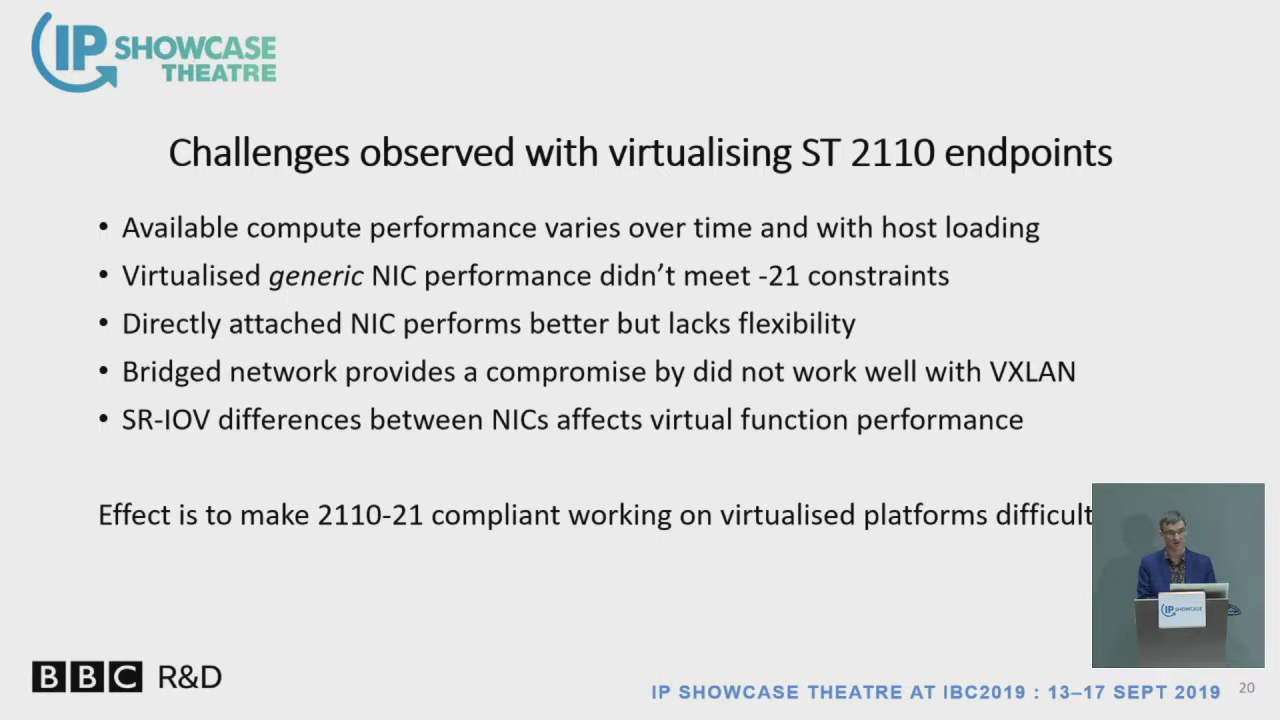 IP SHOWCASE
THEATRE
Challenges observed with virtualising ST 2110 endpoints
• Available compute performance varies over time and with host loading
• Virtualised generic NIC performance didn’t meet -21 constraints
• Directly attached NIC performs better but lacks flexibility
• Bridged network provides a compromise by did not work well with VXLAN
• SR-IOV differences between NICs affects virtual function performance
Effect is to make 2110-21 compliant working on virtualised platforms difficult
IP SHOWCASE
BBC R&D
IP SHOWCASE THEATRE AT IBC2019 : 13–17 SEPT 2019 20